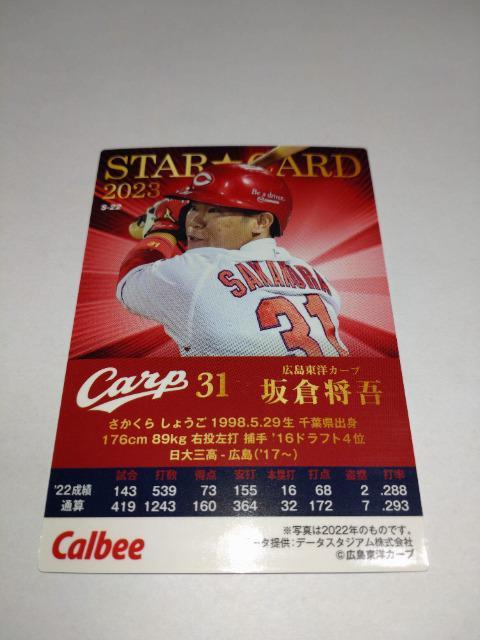 STAR★CARD
2023
S-22
Be a driver.
SAKAKURA
31
Carp 31 広島東洋カープ
坂倉将吾
さかくら しょうご 1998.5.29生 千葉県出身
176cm 89kg 右投左打 捕手 '16ドラフト4位
日大三高-広島('17〜)
試合 打数 得点 安打 本塁打 打点 盗塁 打率
'22成績 143 539 73 155 16 68 2 .288
通算 419 1243 160 364 32 172 7 .293
Calbee
※写真は2022年のものです。
ータ提供:データスタジアム株式会社
©広島東洋カープ